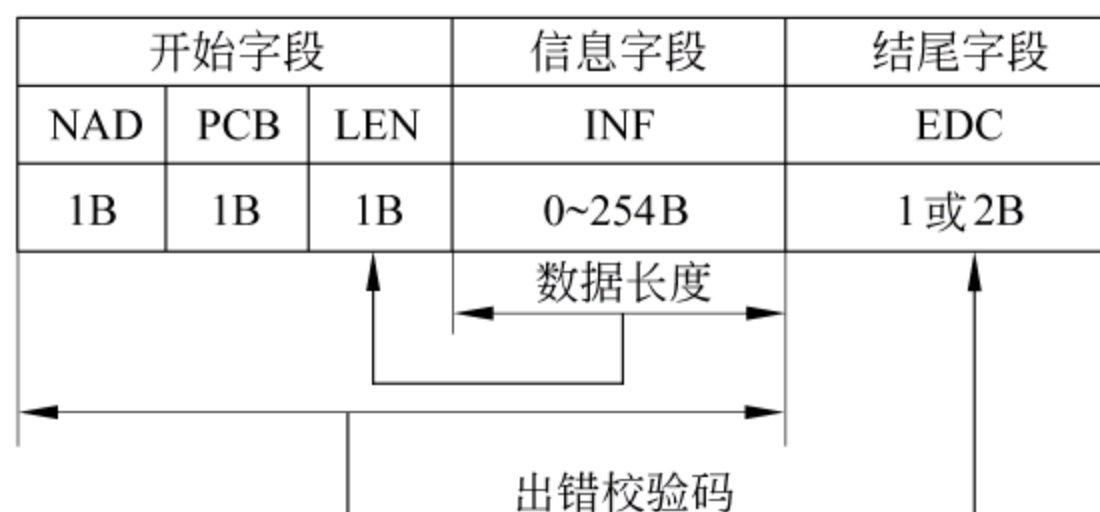 开始字段 信息字段 结尾字段
NAD PCB LEN INF EDC
1B 1B 1B 0~254B 1或2B
数据长度
出错校验码